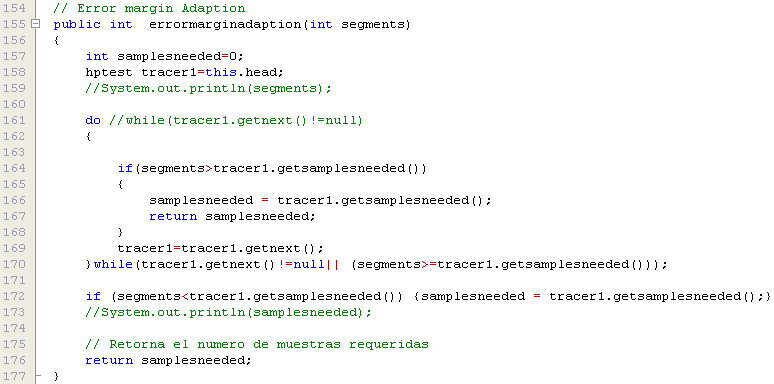 154 // Error margin Adaption
155 public int  errormarginadaption(int segments)
156 {
157     int samplesneeded=0;
158     hptest tracer1=this.head;
159     //System.out.println(segments);
160
161     do //while(tracer1.getnext()!=null)
162     {
163
164         if(segments>tracer1.getsamplesneeded())
165         {
166             samplesneeded = tracer1.getsamplesneeded();
167             return samplesneeded;
168         }
169         tracer1=tracer1.getnext();
170     }while(tracer1.getnext()!=null|| (segments>=tracer1.getsamplesneeded()));
171
172     if (segments<tracer1.getsamplesneeded()) {samplesneeded = tracer1.getsamplesneed();}
173     //System.out.println(samplesneeded);
174
175     // Retorna el numero de muestras requeridas
176     return samplesneeded;
177 }